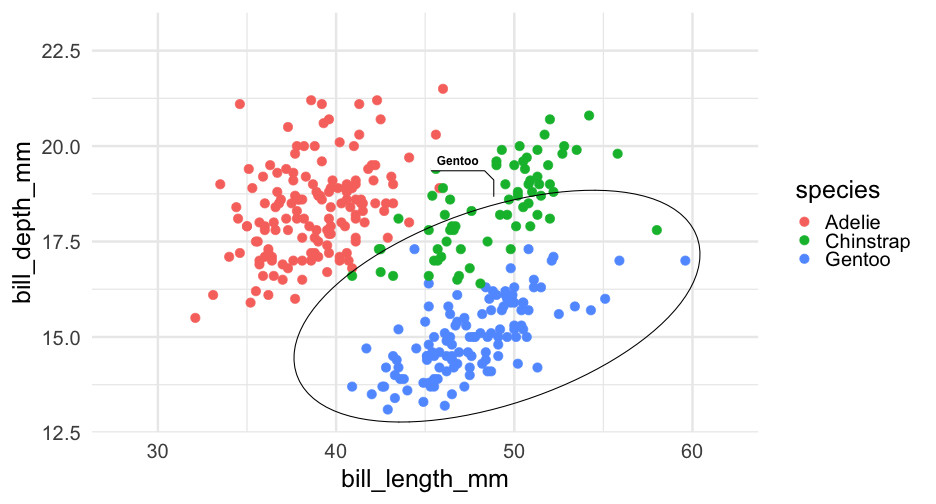 22.5
20.0
17.5
15.0
12.5
bill_depth_mm
Gentoo
30 40 50 60
bill_length_mm
species
Adelie
Chinstrap
Gentoo